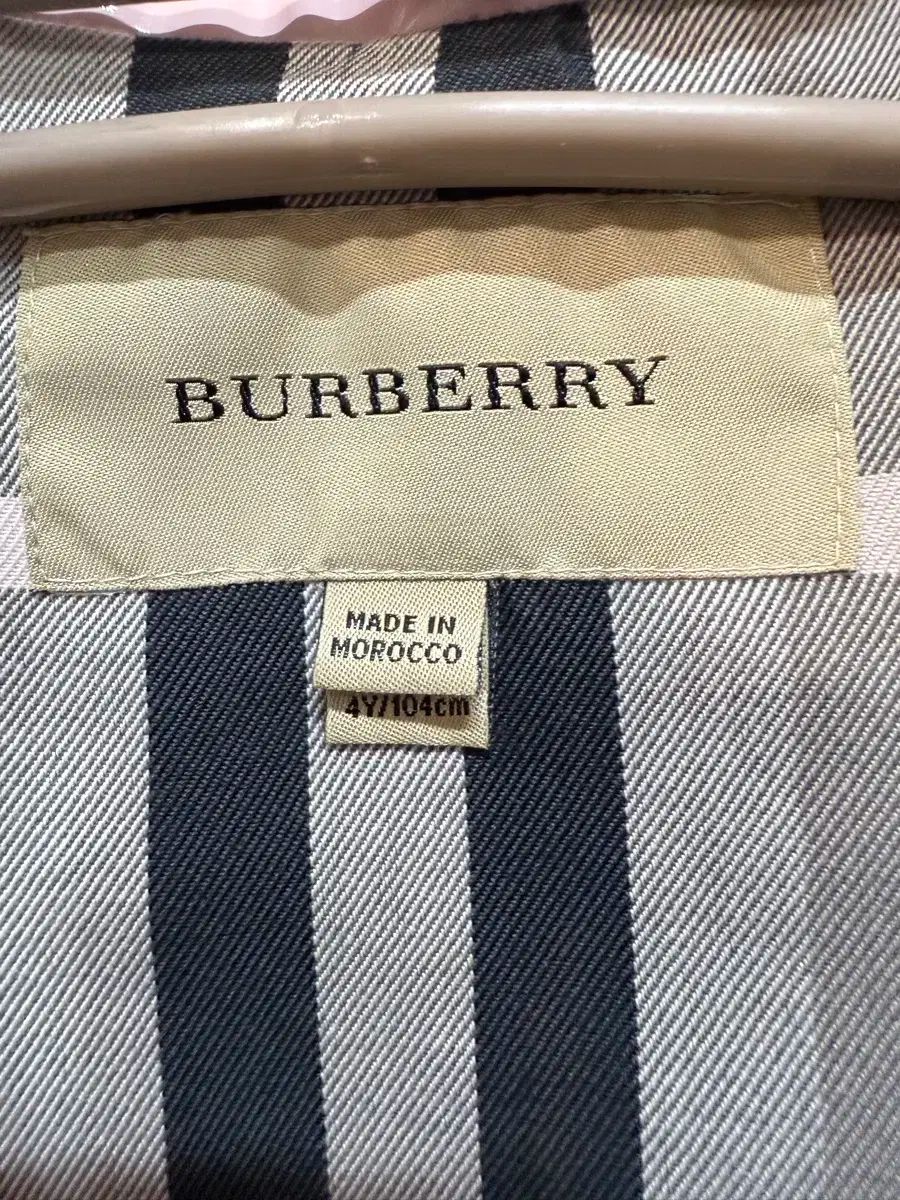 BURBERRY
MADE IN
MOROCCO
4Y/104cm